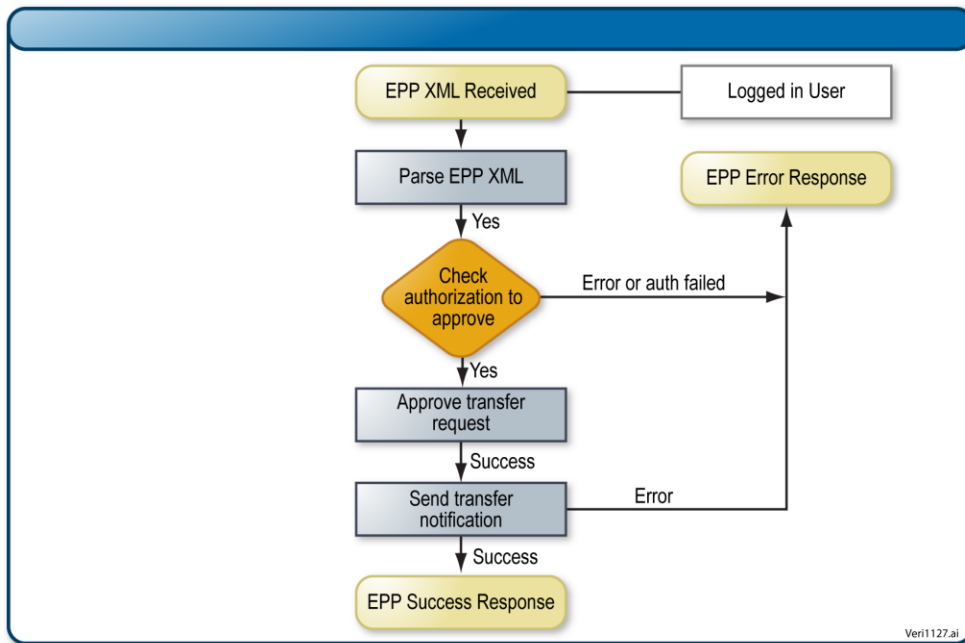 EPP XML Received
Logged in User
Parse EPP XML
EPP Error Response
Yes
Check
authorization to
approve
Error or auth failed
Yes
Approve transfer
request
Success
Send transfer
notification
Error
Success
EPP Success Response
Veri1127.ai